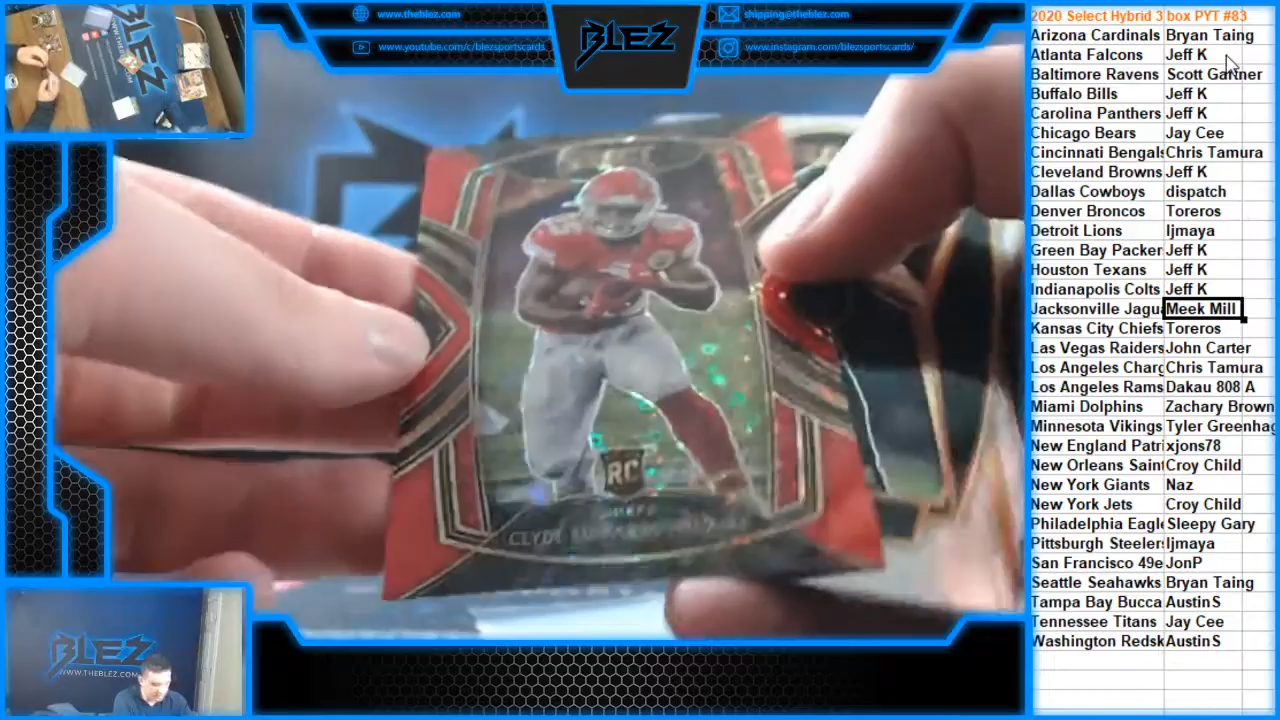 www.theblez.com
shipping@theblez.com
www.youtube.com/c/blezsportscards
www.instagram.com/blezsportscards/
BLEZ
2020 Select Hybrid 3 box PYT #83
Arizona Cardinals Bryan Taing
Atlanta Falcons Jeff K
Baltimore Ravens Scott Gartner
Buffalo Bills Jeff K
Carolina Panthers Jeff K
Chicago Bears Jay Cee
Cincinnati Bengals Chris Tamura
Cleveland Browns Jeff K
Dallas Cowboys dispatch
Denver Broncos Toreros
Detroit Lions ljmaya
Green Bay Packer Jeff K
Houston Texans Jeff K
Indianapolis Colts Jeff K
Jacksonville Jagua Meek Mill
Kansas City Chiefs Toreros
Las Vegas Raiders John Carter
Los Angeles Charg Chris Tamura
Los Angeles Rams Dakau 808 A
Miami Dolphins Zachary Brown
Minnesota Vikings Tyler Greenhag
New England Patri xjons78
New Orleans Saint Croy Child
New York Giants Naz
New York Jets Croy Child
Philadelphia Eagle Sleepy Gary
Pittsburgh Steelers ljmaya
San Francisco 49e JonP
Seattle Seahawks Bryan Taing
Tampa Bay Bucca AustinS
Tennessee Titans Jay Cee
Washington Redsk AustinS
RC
CHIEFS
CLYDE
BLEZ
WWW.THEBLEZ.COM